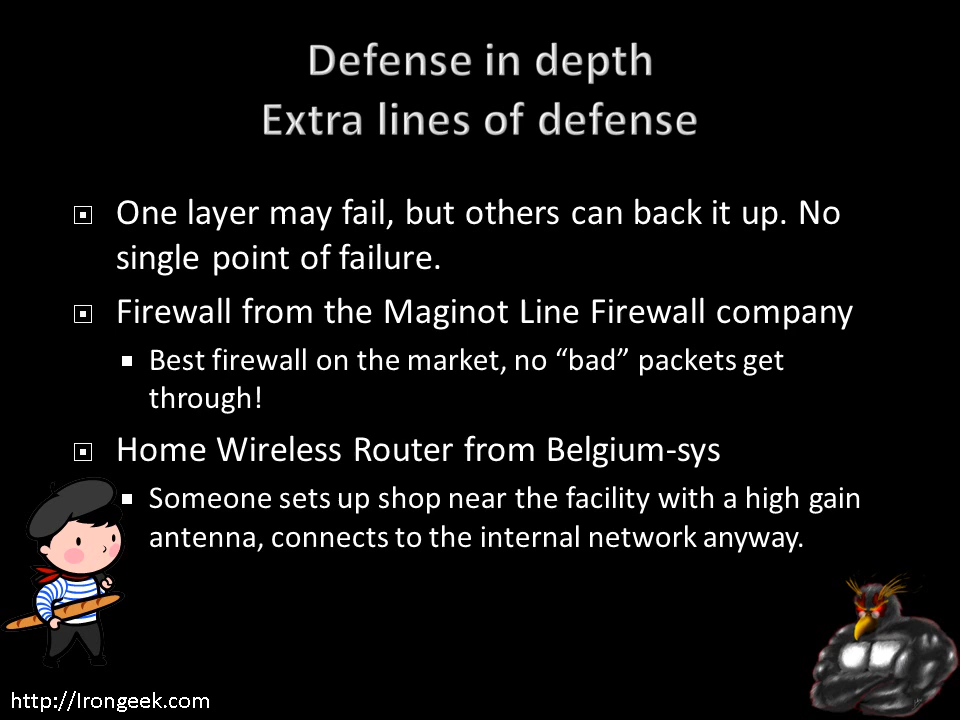 Defense in depth
Extra lines of defense
One layer may fail, but others can back it up. No
single point of failure.
Firewall from the Maginot Line Firewall company
Best firewall on the market, no “bad” packets get
through!
Home Wireless Router from Belgium-sys
Someone sets up shop near the facility with a high gain
antenna, connects to the internal network anyway.
http://Irongeek.com